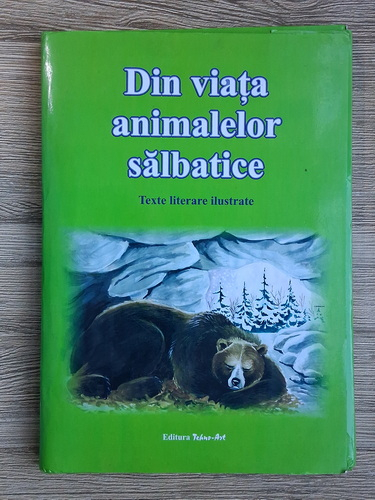 Din viața
animalelor
sălbatice
Texte literare ilustrate
Editura Tehno-Art